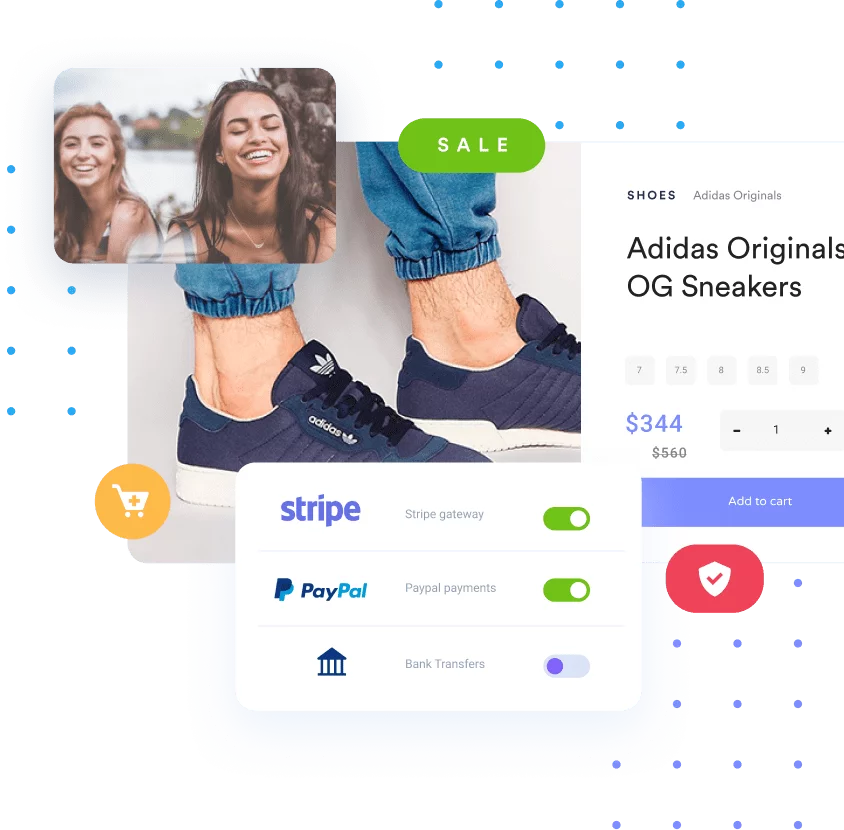 SALE
SHOES Adidas Originals
Adidas Originals
OG Sneakers
7 7.5 8 8.5 9
$344
$560
- 1 +
Add to cart
adidas
stripe Stripe gateway
PayPal Paypal payments
Bank Transfers